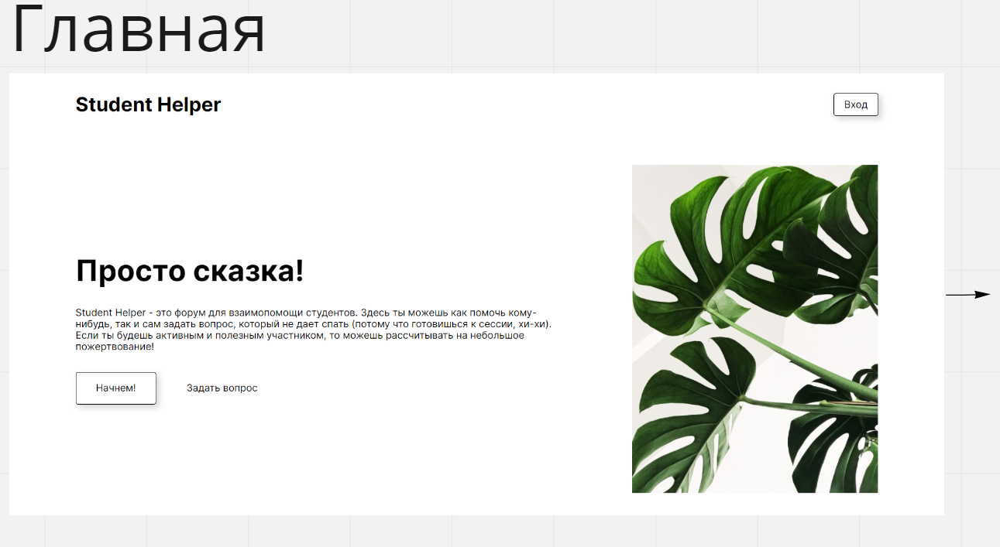 Главная
Student Helper
Вход
Просто сказка!
Student Helper - это форум для взаимопомощи студентов. Здесь ты можешь как помочь кому-
нибудь, так и сам задать вопрос, который не дает спать (потому что готовишься к сессии, хи-хи).
Если ты будешь активным и полезным участником, то можешь рассчитывать на небольшое
пожертвование!
Начнем!
Задать вопрос